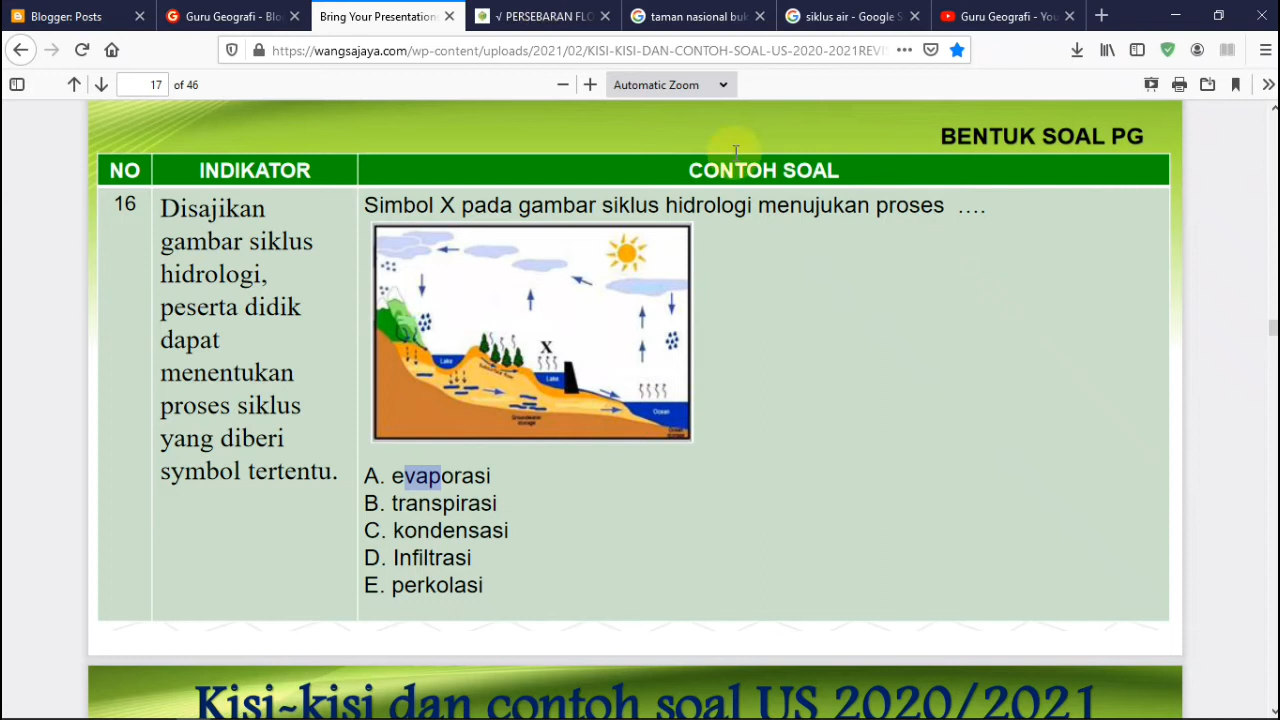 Blogger: Posts
Guru Geografi - Blo
Bring Your Presentation
√ PERSEBARAN FLO
taman nasional buk
siklus air - Google S
Guru Geografi - You
https://wangsajaya.com/wp-content/uploads/2021/02/KISI-KISI-DAN-CONTOH-SOAL-US-2020-2021REVIS
17 of 46
Automatic Zoom
BENTUK SOAL PG
NO
INDIKATOR
CONTOH SOAL
16
Disajikan
gambar siklus
hidrologi,
peserta didik
dapat
menentukan
proses siklus
yang diberi
symbol tertentu.
Simbol X pada gambar siklus hidrologi menujukan proses ….
X
Lake
Lake
Ocean
Groundwater
storage
A. evaporasi
B. transpirasi
C. kondensasi
D. Infiltrasi
E. perkolasi
Kisi-kisi dan contoh soal US 2020/2021